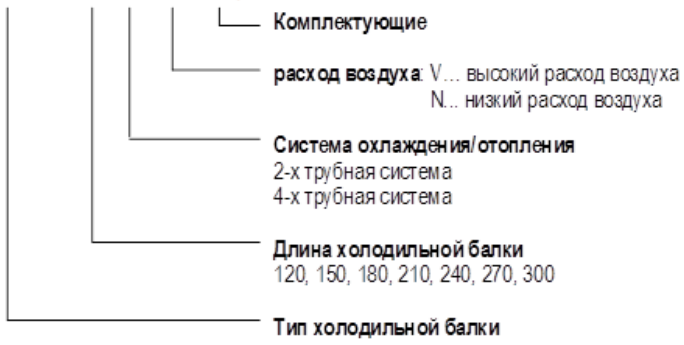 Комплектующие
расход воздуха: V... высокий расход воздуха
N... низкий расход воздуха
Система охлаждения/отопления
2-х трубная система
4-х трубная система
Длина холодильной балки
120, 150, 180, 210, 240, 270, 300
Тип холодильной балки